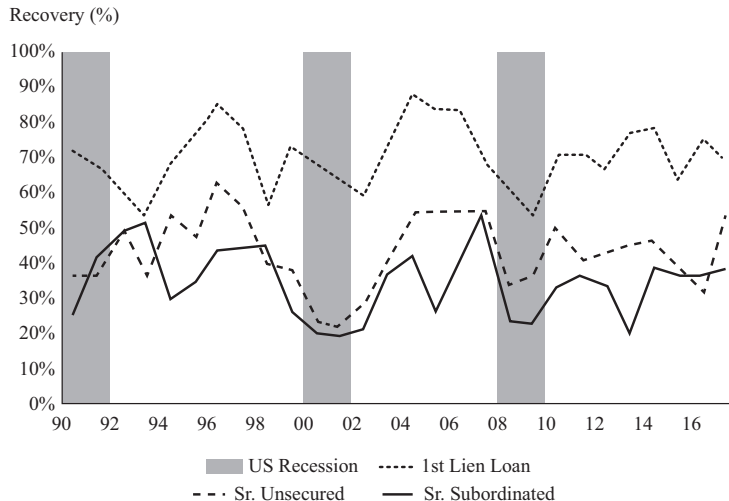 Recovery (%)
100%
90%
80%
70%
60%
50%
40%
30%
20%
10%
0%
90 92 94 96 98 00 02 04 06 08 10 12 14 16
US Recession 1st Lien Loan
Sr. Unsecured Sr. Subordinated